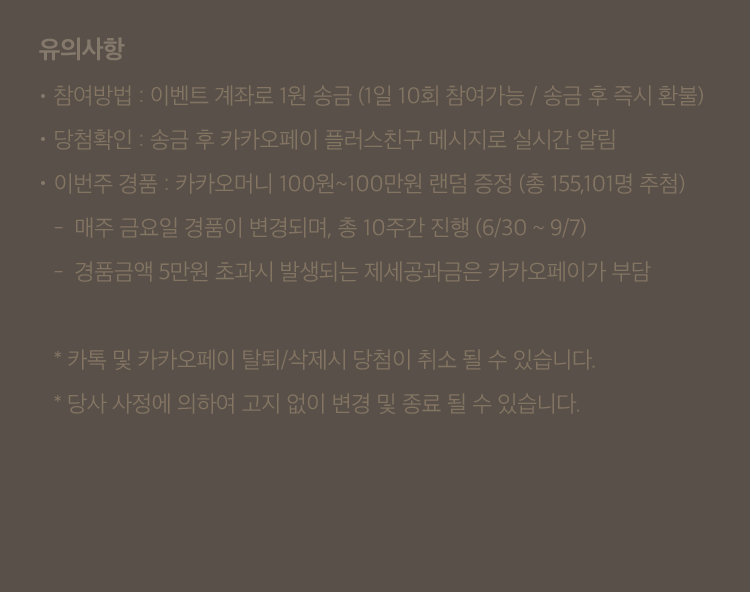 유의사항
• 참여방법 : 이벤트 계좌로 1원 송금 (1일 10회 참여가능 / 송금 후 즉시 환불)
• 당첨확인 : 송금 후 카카오페이 플러스친구 메시지로 실시간 알림
• 이번주 경품 : 카카오머니 100원~100만원 랜덤 증정 (총 155,101명 추첨)
– 매주 금요일 경품이 변경되며, 총 10주간 진행 (6/30 ~ 9/7)
– 경품금액 5만원 초과시 발생되는 제세공과금은 카카오페이가 부담
* 카톡 및 카카오페이 탈퇴/삭제시 당첨이 취소 될 수 있습니다.
* 당사 사정에 의하여 고지 없이 변경 및 종료 될 수 있습니다.